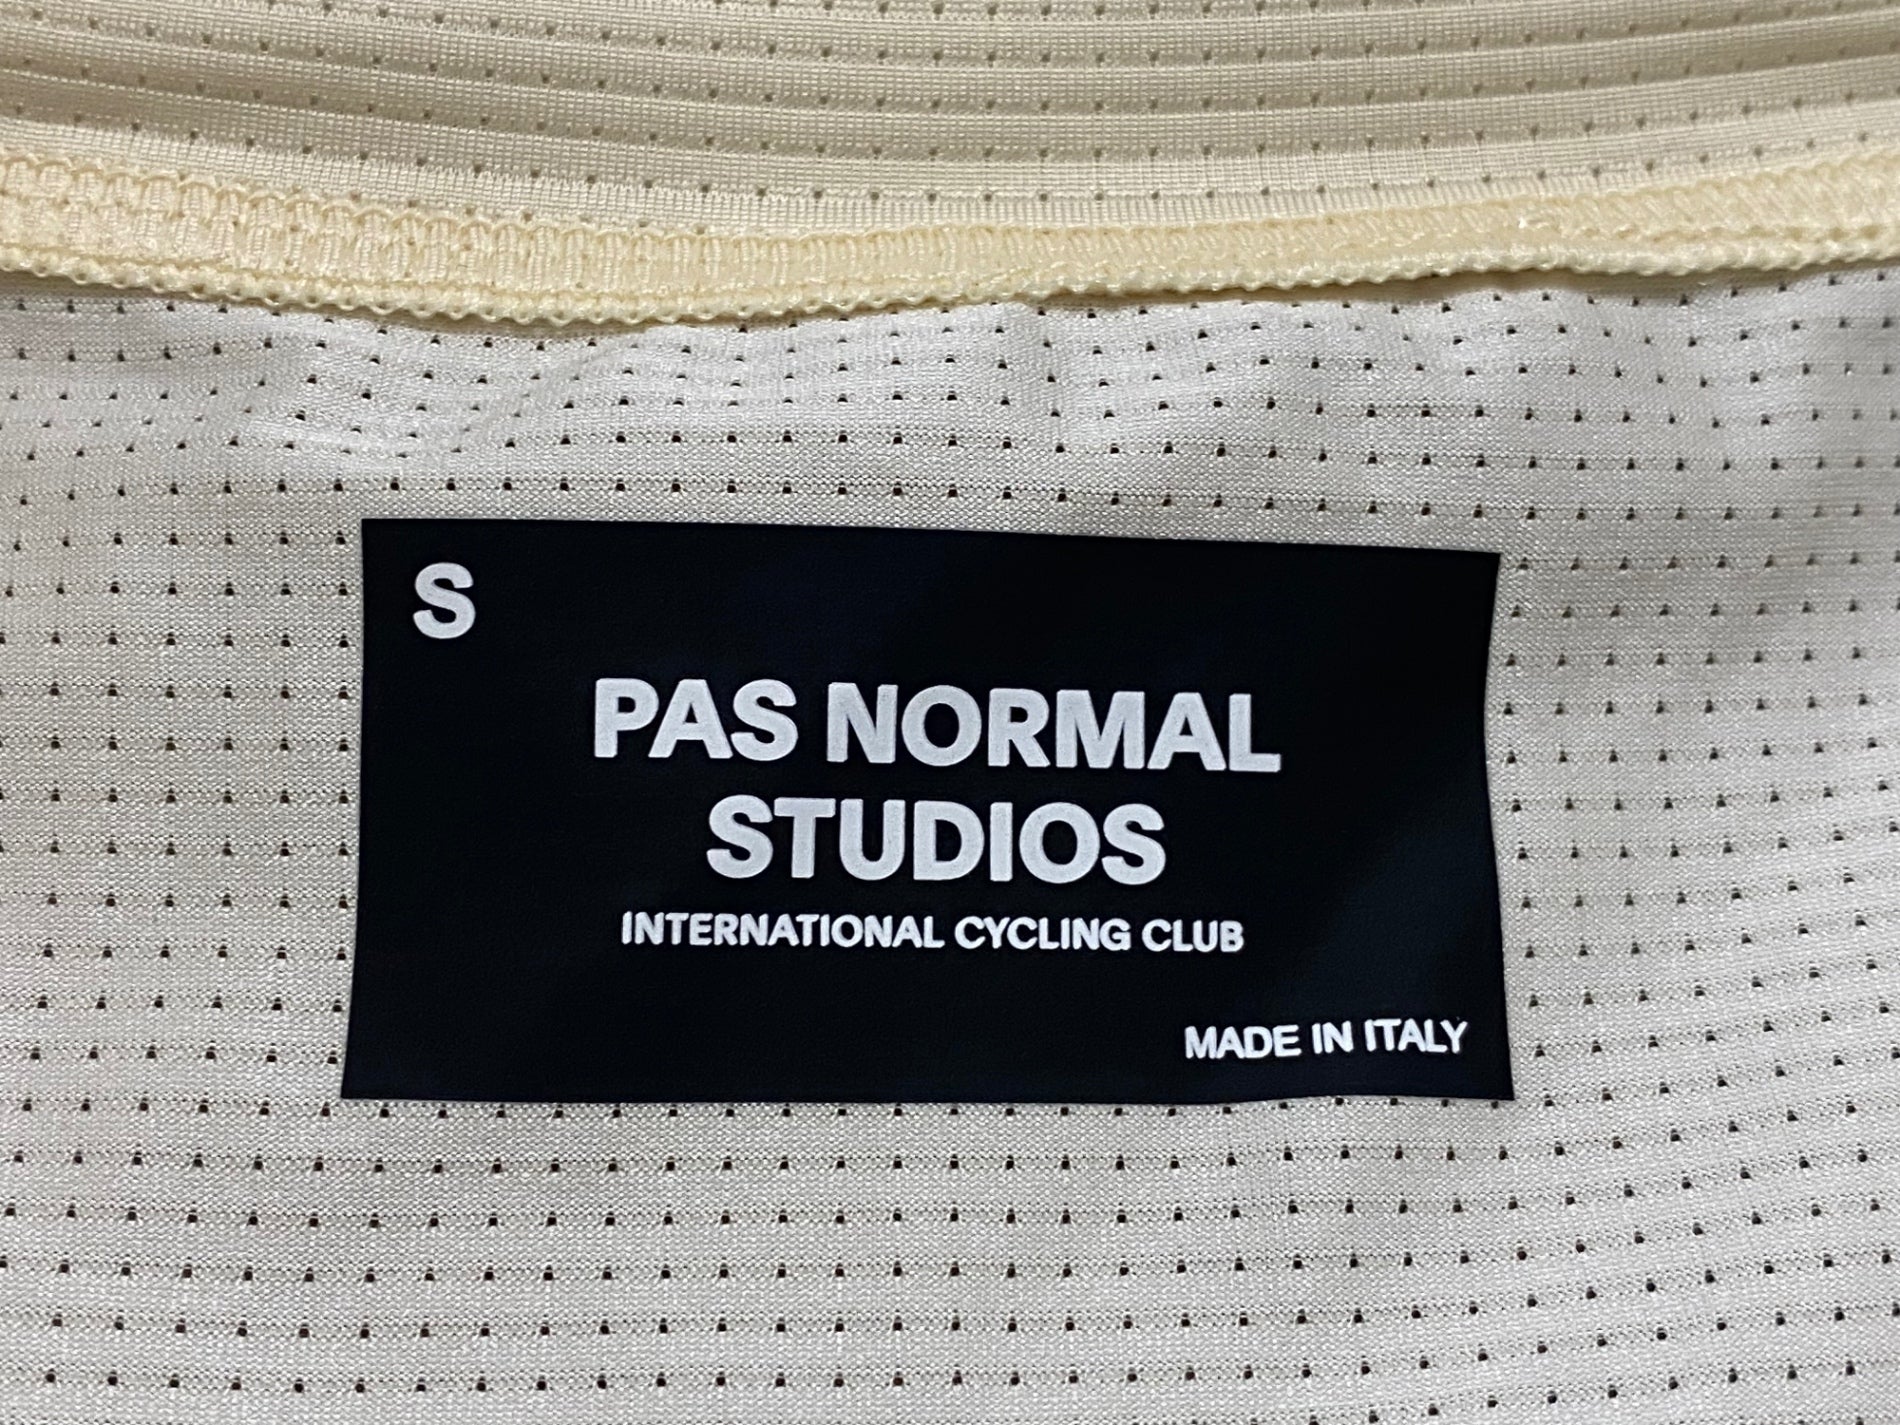 S
PAS NORMAL
STUDIOS
INTERNATIONAL CYCLING CLUB
MADE IN ITALY